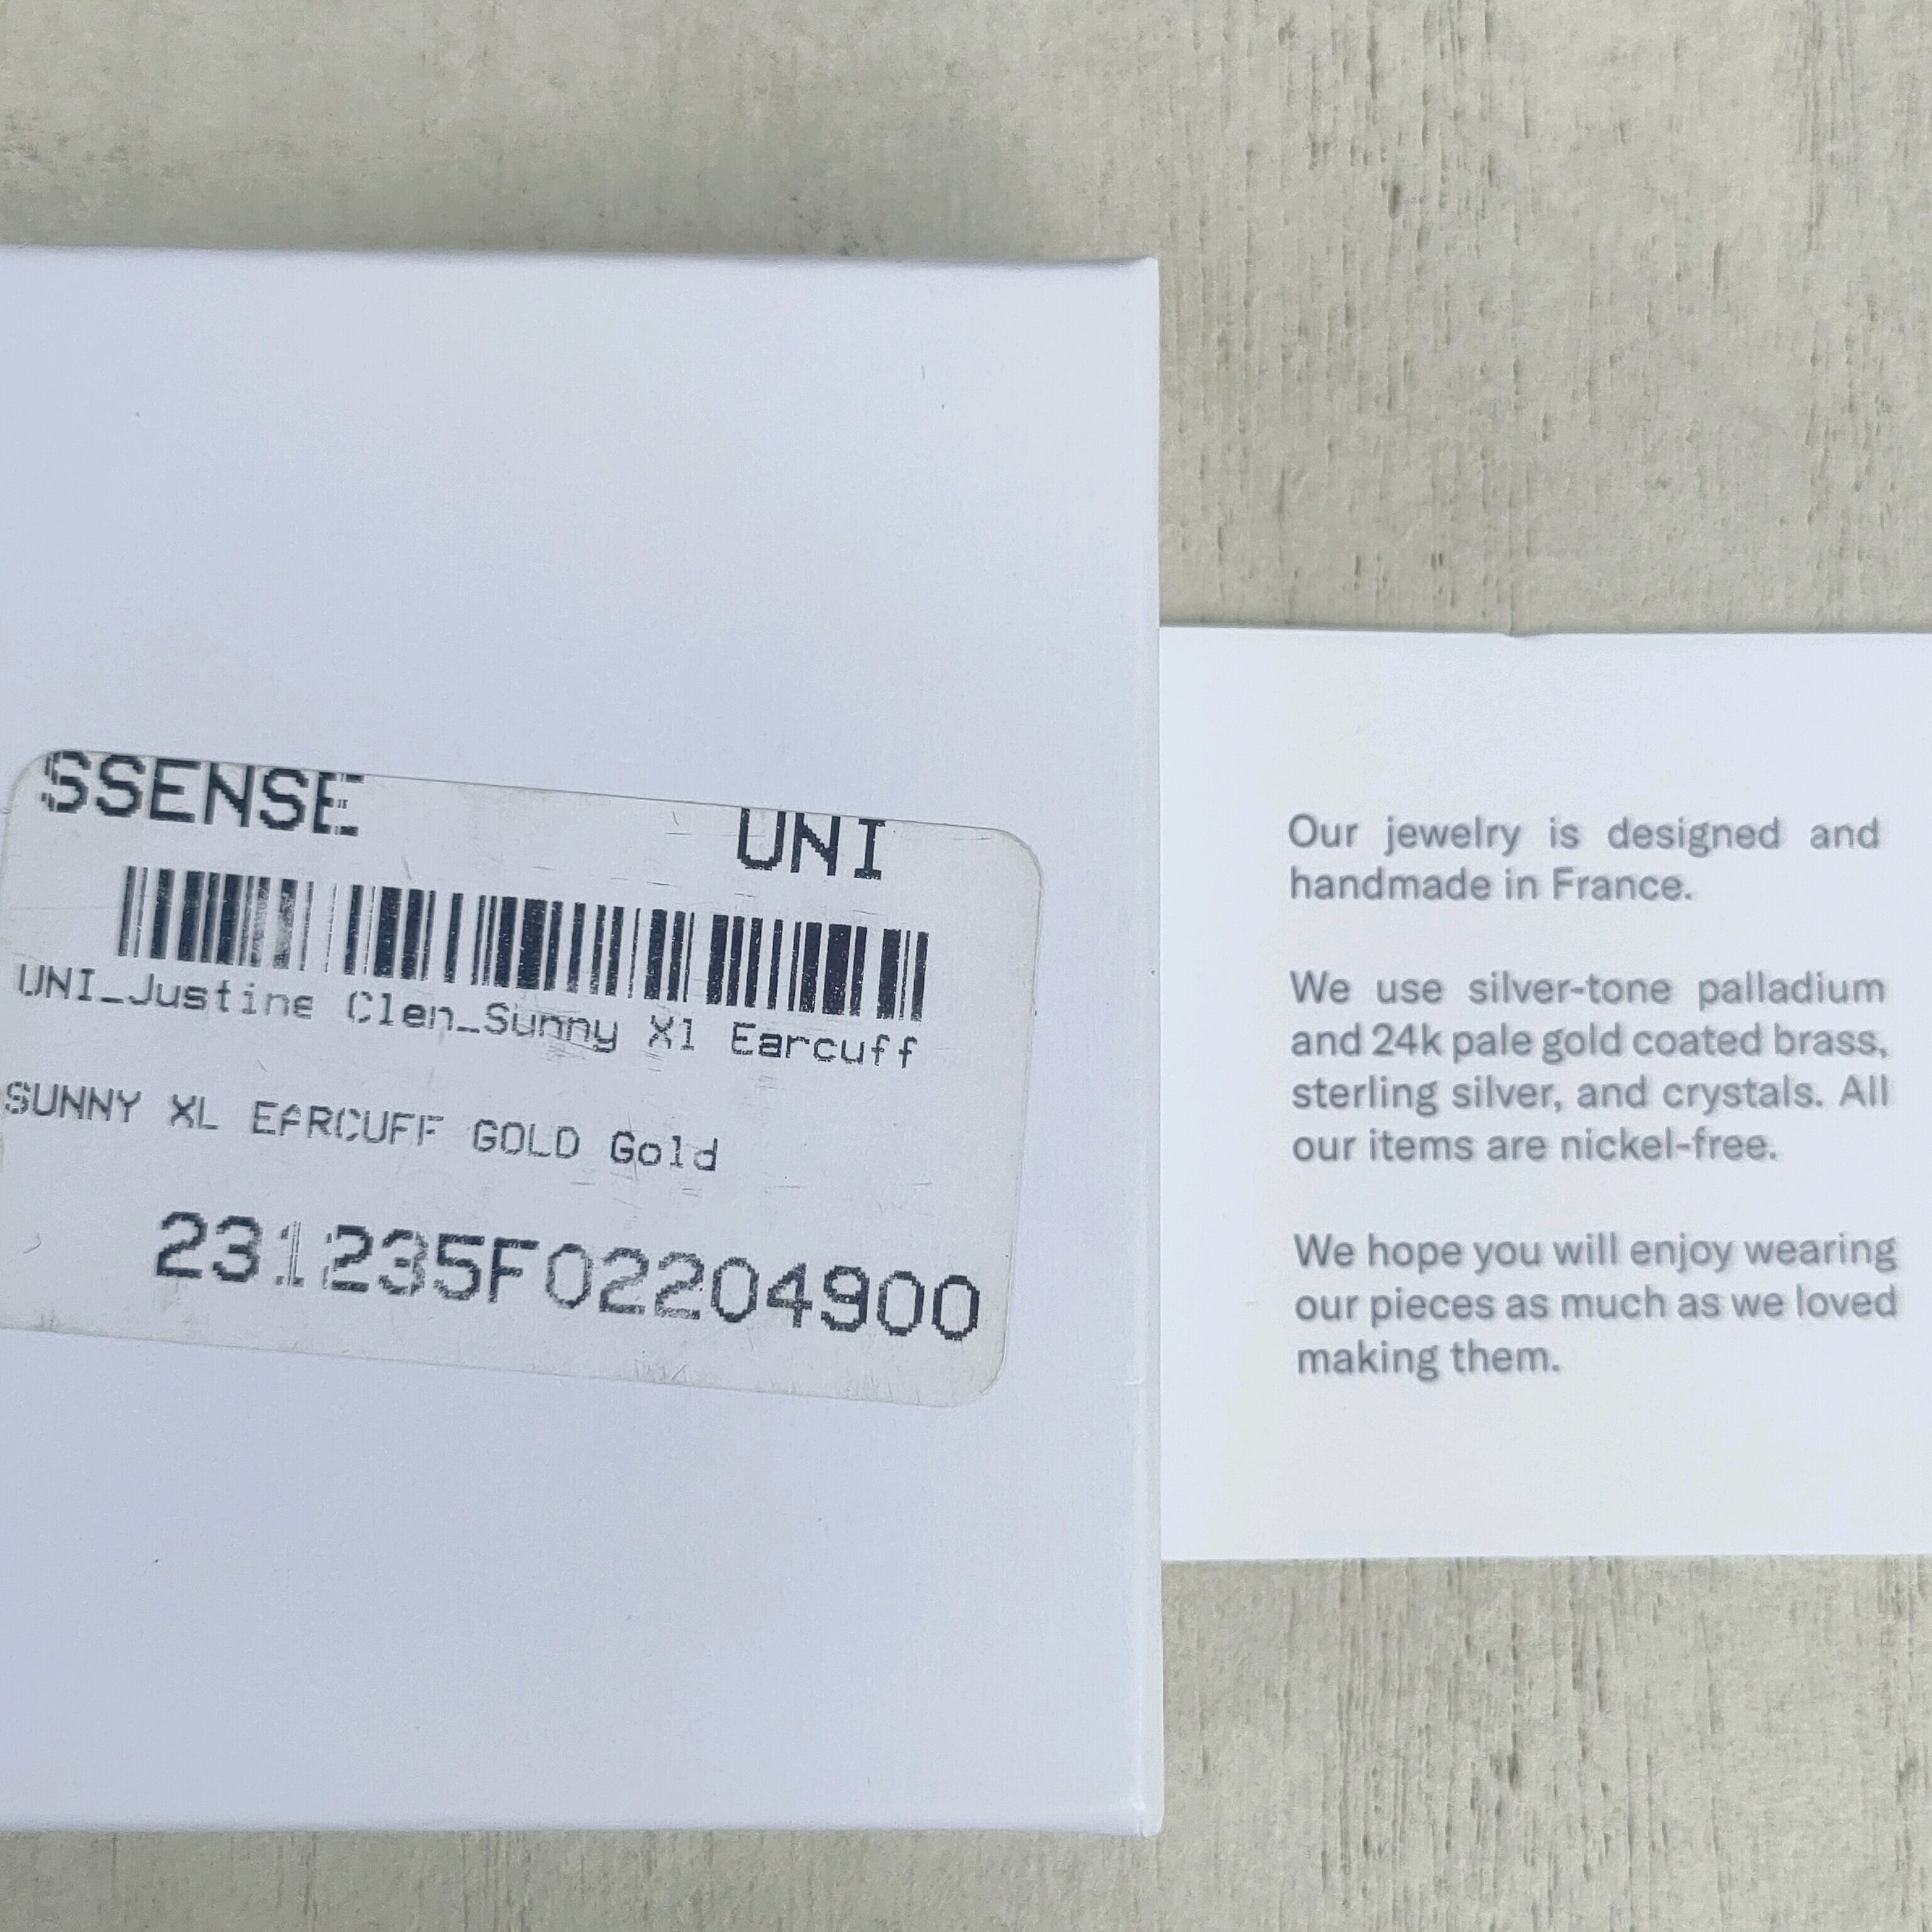 SSENSE UNI
UNI_Justine Clen_Sunny Xl Earcuff
SUNNY XL EARCUFF GOLD Gold
231235F02204900
Our jewelry is designed and
handmade in France.
We use silver-tone palladium
and 24k pale gold coated brass,
sterling silver, and crystals. All
our items are nickel-free.
We hope you will enjoy wearing
our pieces as much as we loved
making them.